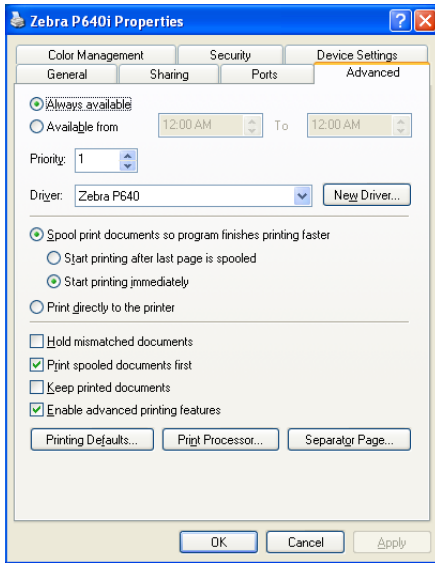 Zebra P640i Properties
Color Management Security Device Settings
General Sharing Ports Advanced
Always available
Available from 12:00 AM To 12:00 AM
Priority: 1
Driver: Zebra P640 New Driver...
Spool print documents so program finishes printing faster
Start printing after last page is spooled
Start printing immediately
Print directly to the printer
Hold mismatched documents
Print spooled documents first
Keep printed documents
Enable advanced printing features
Printing Defaults... Print Processor... Separator Page...
OK Cancel Apply